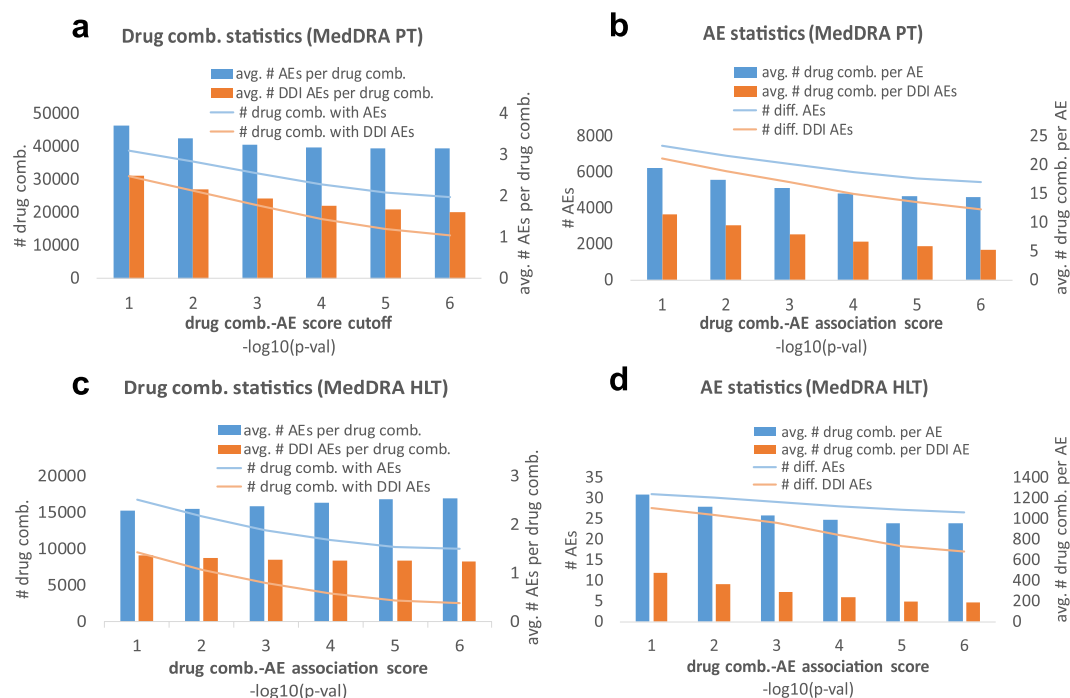 a
Drug comb. statistics (MedDRA PT)
avg. # AEs per drug comb.
avg. # DDI AEs per drug comb.
# drug comb. with AEs
# drug comb. with DDI AEs
50000
40000
30000
20000
10000
0
# drug comb.
4
3
2
1
0
avg. # AEs per drug comb.
1 2 3 4 5 6
drug comb.-AE score cutoff
-log10(p-val)
b
AE statistics (MedDRA PT)
avg. # drug comb. per AE
avg. # drug comb. per DDI AEs
# diff. AEs
# diff. DDI AEs
8000
6000
4000
2000
0
# AEs
25
20
15
10
5
0
avg. # drug comb. per AE
1 2 3 4 5 6
drug comb.-AE association score
-log10(p-val)
c
Drug comb. statistics (MedDRA HLT)
avg. # AEs per drug comb.
avg. # DDI AEs per drug comb.
# drug comb. with AEs
# drug comb. with DDI AEs
20000
15000
10000
5000
0
# drug comb.
3
2
1
0
avg. # AEs per drug comb.
1 2 3 4 5 6
drug comb.-AE association score
-log10(p-val)
d
AE statistics (MedDRA HLT)
avg. # drug comb. per AE
avg. # drug comb. per DDI AE
# diff. AEs
# diff. DDI AEs
35
30
25
20
15
10
5
0
# AEs
1400
1200
1000
800
600
400
200
0
avg. # drug comb. per AE
1 2 3 4 5 6
drug comb.-AE association score
-log10(p-val)